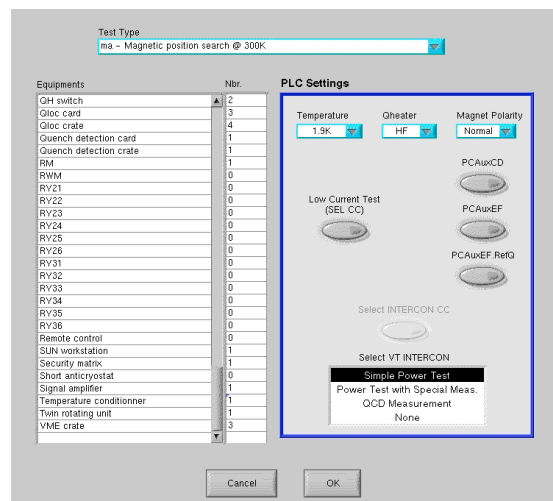 Test Type
ma - Magnetic position search @ 300K
Equipments Nbr.
QH switch 2
Qloc card 3
Qloc crate 4
Quench detection card 1
Quench detection crate 1
RM 1
RWM 0
RY21 0
RY22 0
RY23 0
RY24 0
RY25 0
RY26 0
RY31 0
RY32 0
RY33 0
RY34 0
RY35 0
RY36 0
Remote control 0
SUN workstation 1
Security matrix 1
Short anticryostat 0
Signal amplifier 1
Temperature conditionner 1
Twin rotating unit 1
VME crate 3
PLC Settings
Temperature Qheater Magnet Polarity
1.9K HF Normal
PCAuxCD
Low Current Test
(SEL CC)
PCAuxEF
PCAuxEF.RefQ
Select INTERCON CC
Select VT INTERCON
Simple Power Test
Power Test with Special Meas.
QCD Measurement
None
Cancel OK